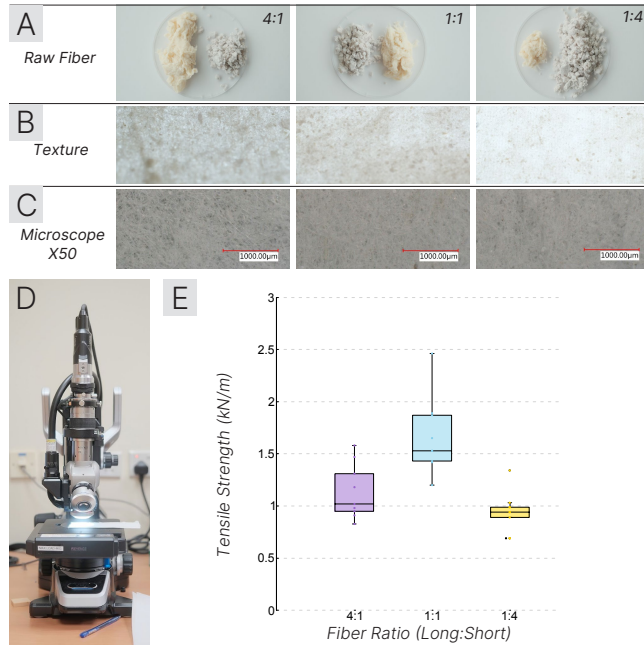 A
Raw Fiber
4:1
1:1
1:4
B
Texture
C
Microscope
X50
1000.00µm
1000.00µm
1000.00µm
D
E
Tensile Strength (kN/m)
3
2.5
2
1.5
1
0.5
0
4:1
1:1
1:4
Fiber Ratio (Long:Short)